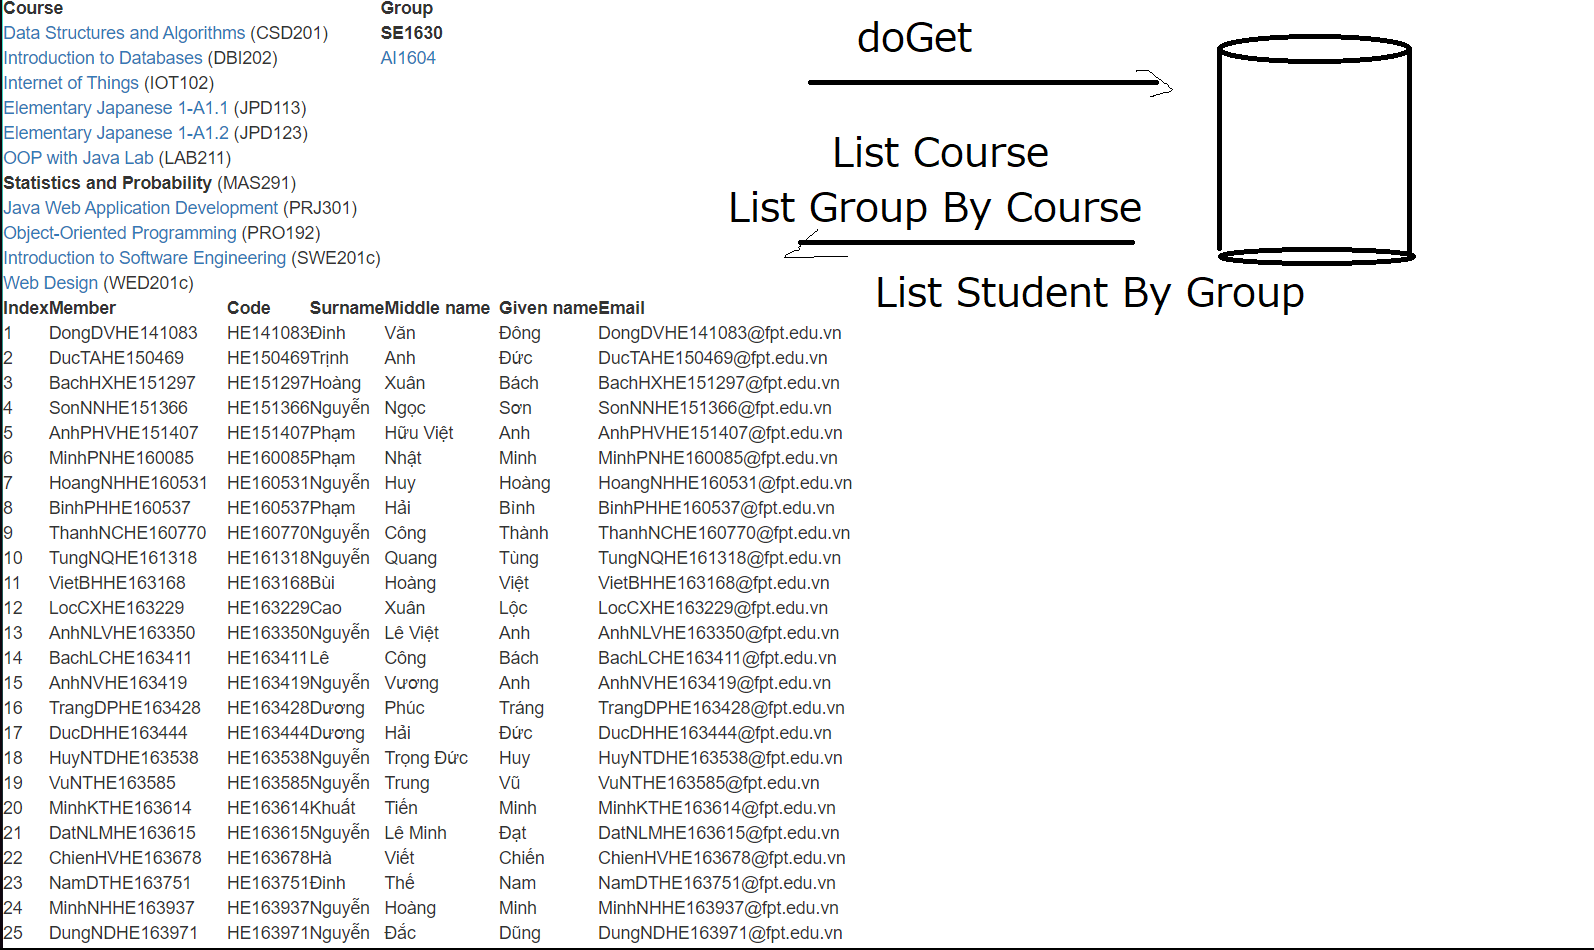 Course Group
Data Structures and Algorithms (CSD201) SE1630
Introduction to Databases (DBI202) AI1604
Internet of Things (IOT102)
Elementary Japanese 1-A1.1 (JPD113)
Elementary Japanese 1-A1.2 (JPD123)
OOP with Java Lab (LAB211)
Statistics and Probability (MAS291)
Java Web Application Development (PRJ301)
Object-Oriented Programming (PRO192)
Introduction to Software Engineering (SWE201c)
Web Design (WED201c)
doGet
List Course
List Group By Course
List Student By Group
Index Member Code Surname Middle name Given name Email
1 DongDVHE141083 HE141083 Đinh Văn Đông DongDVHE141083@fpt.edu.vn
2 DucTAHE150469 HE150469 Trịnh Anh Đức DucTAHE150469@fpt.edu.vn
3 BachHXHE151297 HE151297 Hoàng Xuân Bách BachHXHE151297@fpt.edu.vn
4 SonNNHE151366 HE151366 Nguyễn Ngọc Sơn SonNNHE151366@fpt.edu.vn
5 AnhPHVHE151407 HE151407 Phạm Hữu Việt Anh AnhPHVHE151407@fpt.edu.vn
6 MinhPNHE160085 HE160085 Phạm Nhật Minh MinhPNHE160085@fpt.edu.vn
7 HoangNHHE160531 HE160531 Nguyễn Huy Hoàng HoangNHHE160531@fpt.edu.vn
8 BinhPHHE160537 HE160537 Phạm Hải Bình BinhPHHE160537@fpt.edu.vn
9 ThanhNCHE160770 HE160770 Nguyễn Công Thành ThanhNCHE160770@fpt.edu.vn
10 TungNQHE161318 HE161318 Nguyễn Quang Tùng TungNQHE161318@fpt.edu.vn
11 VietBHHE163168 HE163168 Bùi Hoàng Việt VietBHHE163168@fpt.edu.vn
12 LocCXHE163229 HE163229 Cao Xuân Lộc LocCXHE163229@fpt.edu.vn
13 AnhNLVHE163350 HE163350 Nguyễn Lê Việt Anh AnhNLVHE163350@fpt.edu.vn
14 BachLCHE163411 HE163411 Lê Công Bách BachLCHE163411@fpt.edu.vn
15 AnhNVHE163419 HE163419 Nguyễn Vương Anh AnhNVHE163419@fpt.edu.vn
16 TrangDPHE163428 HE163428 Dương Phúc Tráng TrangDPHE163428@fpt.edu.vn
17 DucDHHE163444 HE163444 Dương Hải Đức DucDHHE163444@fpt.edu.vn
18 HuyNTDHE163538 HE163538 Nguyễn Trọng Đức Huy HuyNTDHE163538@fpt.edu.vn
19 VuNTHE163585 HE163585 Nguyễn Trung Vũ VuNTHE163585@fpt.edu.vn
20 MinhKTHE163614 HE163614 Khuất Tiến Minh MinhKTHE163614@fpt.edu.vn
21 DatNLMHE163615 HE163615 Nguyễn Lê Minh Đạt DatNLMHE163615@fpt.edu.vn
22 ChienHVHE163678 HE163678 Hà Viết Chiến ChienHVHE163678@fpt.edu.vn
23 NamDTHE163751 HE163751 Đinh Thế Nam NamDTHE163751@fpt.edu.vn
24 MinhNHHE163937 HE163937 Nguyễn Hoàng Minh MinhNHHE163937@fpt.edu.vn
25 DungNDHE163971 HE163971 Nguyễn Đắc Dũng DungNDHE163971@fpt.edu.vn